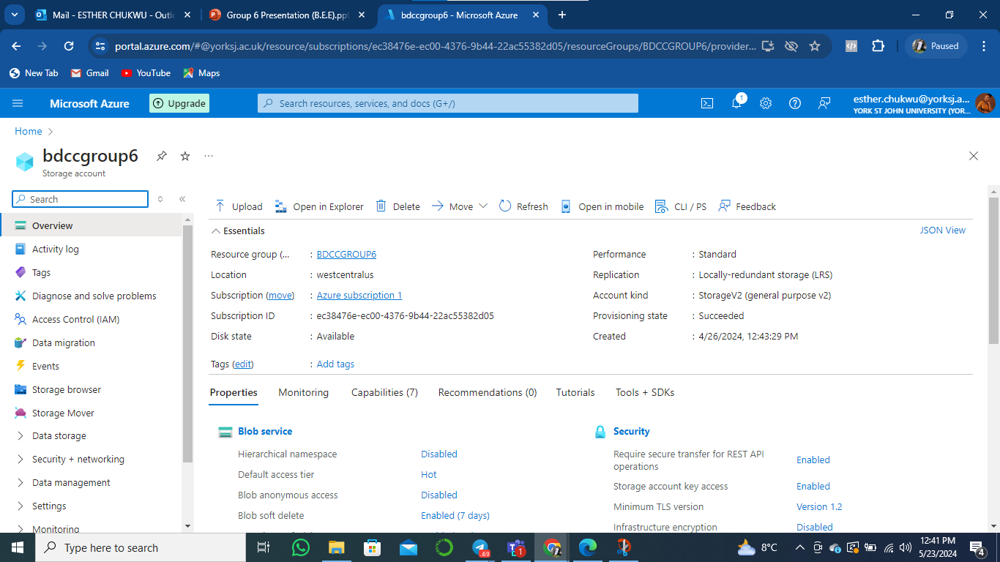 Mail - ESTHER CHUKWU - Outlo
Group 6 Presentation (B.E.E).ppt
bdccgroup6 - Microsoft Azure
portal.azure.com/#@yorksj.ac.uk/resource/subscriptions/ec38476e-ec00-4376-9b44-22ac55382d05/resourceGroups/BDCCGROUP6/provider...
Paused
New Tab
Gmail
YouTube
Maps
Microsoft Azure
Upgrade
Search resources, services, and docs (G+/)
1
esther.chukwu@yorksj.a...
YORK ST JOHN UNIVERSITY (YOR...
Home
bdccgroup6
Storage account
Search
Upload
Open in Explorer
Delete
Move
Refresh
Open in mobile
CLI / PS
Feedback
Overview
Activity log
Tags
Diagnose and solve problems
Access Control (IAM)
Data migration
Events
Storage browser
Storage Mover
Data storage
Security + networking
Data management
Settings
Monitoring
Essentials
JSON View
Resource group (... : BDCCGROUP6
Location : westcentralus
Subscription (move) : Azure subscription 1
Subscription ID : ec38476e-ec00-4376-9b44-22ac55382d05
Disk state : Available
Tags (edit) : Add tags
Performance : Standard
Replication : Locally-redundant storage (LRS)
Account kind : StorageV2 (general purpose v2)
Provisioning state : Succeeded
Created : 4/26/2024, 12:43:29 PM
Properties
Monitoring
Capabilities (7)
Recommendations (0)
Tutorials
Tools + SDKs
Blob service
Hierarchical namespace Disabled
Default access tier Hot
Blob anonymous access Disabled
Blob soft delete Enabled (7 days)
Security
Require secure transfer for REST API
operations Enabled
Storage account key access Enabled
Minimum TLS version Version 1.2
Infrastructure encryption Disabled
Type here to search
69
1
8°C
12:41 PM
5/23/2024
4